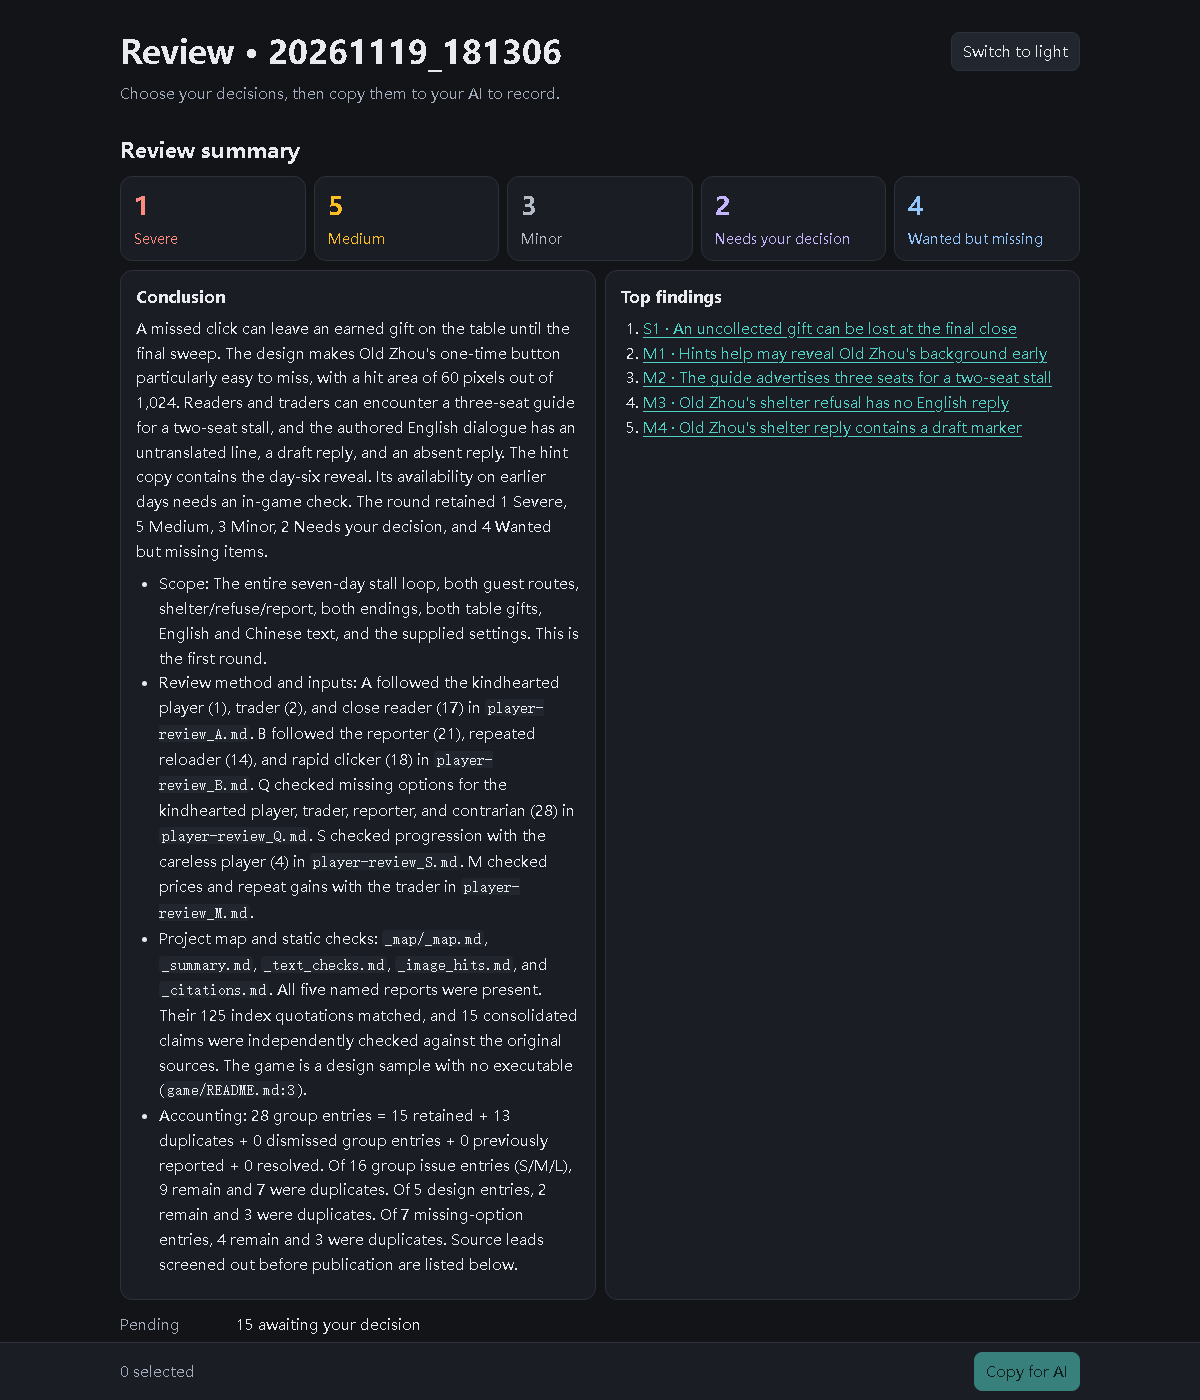 Review • 20261119_181306
Switch to light
Choose your decisions, then copy them to your AI to record.
Review summary
1
Severe
5
Medium
3
Minor
2
Needs your decision
4
Wanted but missing
Conclusion
A missed click can leave an earned gift on the table until the
final sweep. The design makes Old Zhou's one-time button
particularly easy to miss, with a hit area of 60 pixels out of
1,024. Readers and traders can encounter a three-seat guide
for a two-seat stall, and the authored English dialogue has an
untranslated line, a draft reply, and an absent reply. The hint
copy contains the day-six reveal. Its availability on earlier
days needs an in-game check. The round retained 1 Severe,
5 Medium, 3 Minor, 2 Needs your decision, and 4 Wanted
but missing items.
• Scope: The entire seven-day stall loop, both guest routes,
shelter/refuse/report, both endings, both table gifts,
English and Chinese text, and the supplied settings. This is
the first round.
• Review method and inputs: A followed the kindhearted
player (1), trader (2), and close reader (17) in player-
review_A.md. B followed the reporter (21), repeated
reloader (14), and rapid clicker (18) in player-
review_B.md. Q checked missing options for the
kindhearted player, trader, reporter, and contrarian (28) in
player-review_Q.md. S checked progression with the
careless player (4) in player-review_S.md. M checked
prices and repeat gains with the trader in player-
review_M.md.
• Project map and static checks: _map/_map.md,
_summary.md, _text_checks.md, _image_hits.md, and
_citations.md. All five named reports were present.
Their 125 index quotations matched, and 15 consolidated
claims were independently checked against the original
sources. The game is a design sample with no executable
(game/README.md:3).
• Accounting: 28 group entries = 15 retained + 13
duplicates + 0 dismissed group entries + 0 previously
reported + 0 resolved. Of 16 group issue entries (S/M/L),
9 remain and 7 were duplicates. Of 5 design entries, 2
remain and 3 were duplicates. Of 7 missing-option
entries, 4 remain and 3 were duplicates. Source leads
screened out before publication are listed below.
Top findings
1. S1 · An uncollected gift can be lost at the final close
2. M1 · Hints help may reveal Old Zhou's background early
3. M2 · The guide advertises three seats for a two-seat stall
4. M3 · Old Zhou's shelter refusal has no English reply
5. M4 · Old Zhou's shelter reply contains a draft marker
Pending 15 awaiting your decision
0 selected
Copy for AI